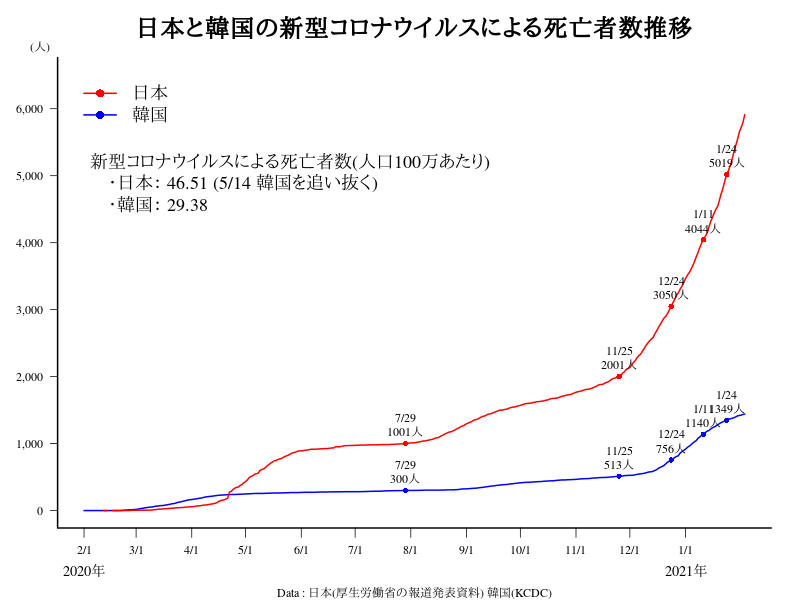 日本と韓国の新型コロナウイルスによる死亡者数推移
(人)
日本
韓国
新型コロナウイルスによる死亡者数(人口100万あたり)
・日本： 46.51 (5/14 韓国を追い抜く)
・韓国： 29.38
6,000
5,000
4,000
3,000
2,000
1,000
0
1/24
5019人
1/11
4044人
12/24
3050人
11/25
2001人
7/29
1001人
1/24
1349人
1/11
1140人
12/24
756人
11/25
513人
7/29
300人
2/1 3/1 4/1 5/1 6/1 7/1 8/1 9/1 10/1 11/1 12/1 1/1
2020年 2021年
Data : 日本(厚生労働省の報道発表資料) 韓国(KCDC)